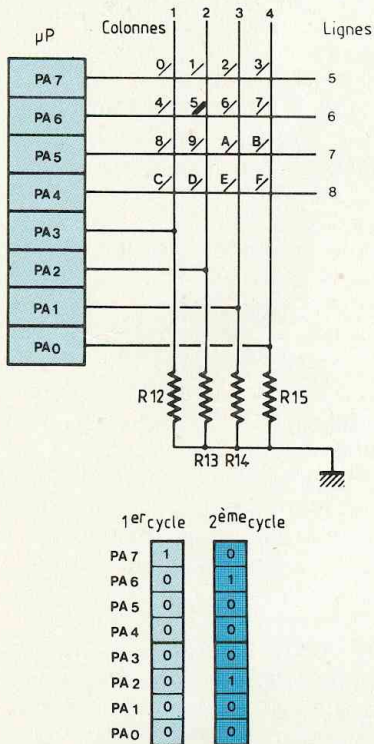 1 2 3 4
Colonnes
Lignes
µP
0 1 2 3
PA 7
5
4 5 6 7
PA 6
6
8 9 A B
PA 5
7
C D E F
PA 4
8
PA 3
PA 2
PA 1
PA 0
R12
R15
R13 R14
1er cycle 2ème cycle
PA 7 1 0
PA 6 0 1
PA 5 0 0
PA 4 0 0
PA 3 0 0
PA 2 0 1
PA 1 0 0
PA 0 0 0